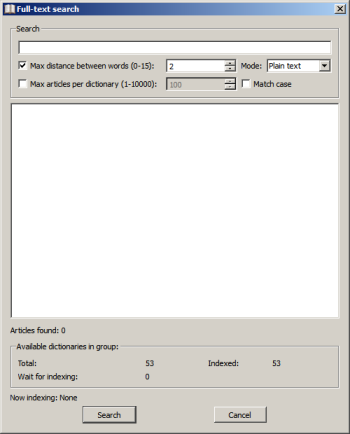 Full-text search
Search
Max distance between words (0-15): 2 Mode: Plain text
Max articles per dictionary (1-10000): 100 Match case
Articles found: 0
Available dictionaries in group:
Total: 53 Indexed: 53
Wait for indexing: 0
Now indexing: None
Search Cancel